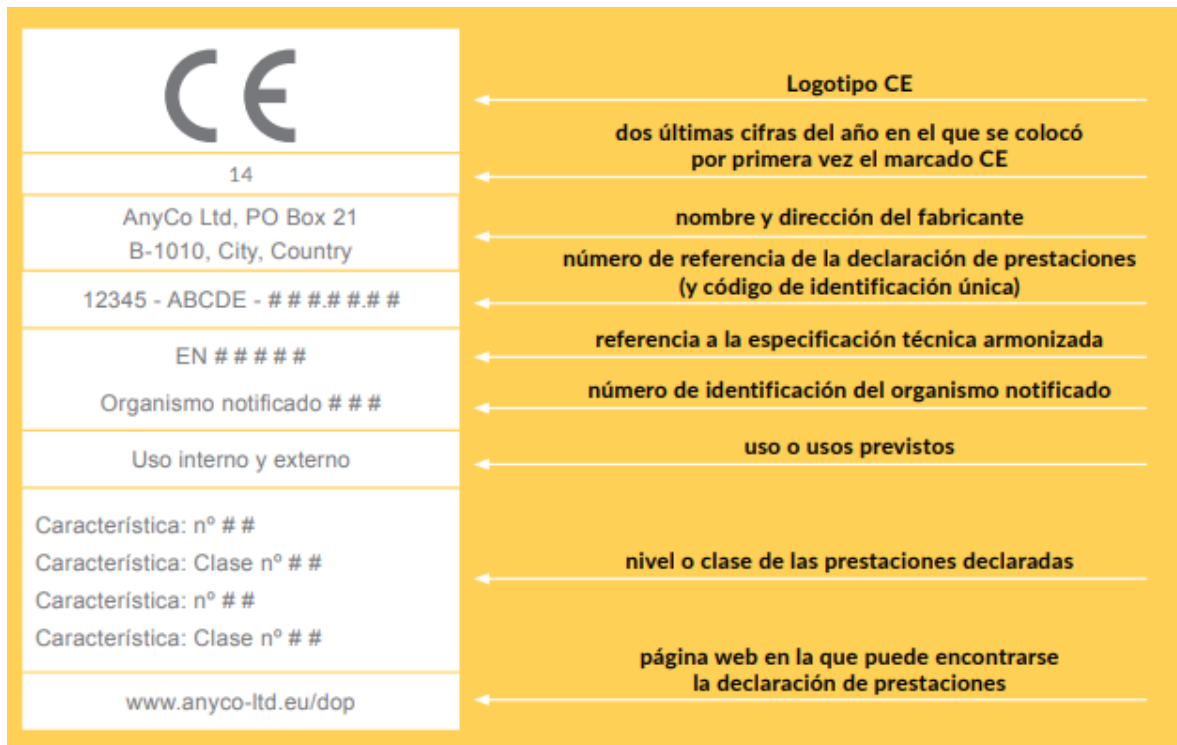 CE
Logotipo CE
dos últimas cifras del año en el que se colocó
por primera vez el marcado CE
14
AnyCo Ltd, PO Box 21
B-1010, City, Country
nombre y dirección del fabricante
número de referencia de la declaración de prestaciones
(y código de identificación única)
12345 - ABCDE - # # #.# #.# #
EN # # # # #
referencia a la especificación técnica armonizada
Organismo notificado # # #
número de identificación del organismo notificado
Uso interno y externo
uso o usos previstos
Característica: nº # #
Característica: Clase nº # #
Característica: nº # #
Característica: Clase nº # #
nivel o clase de las prestaciones declaradas
página web en la que puede encontrarse
la declaración de prestaciones
www.anyco-ltd.eu/dop